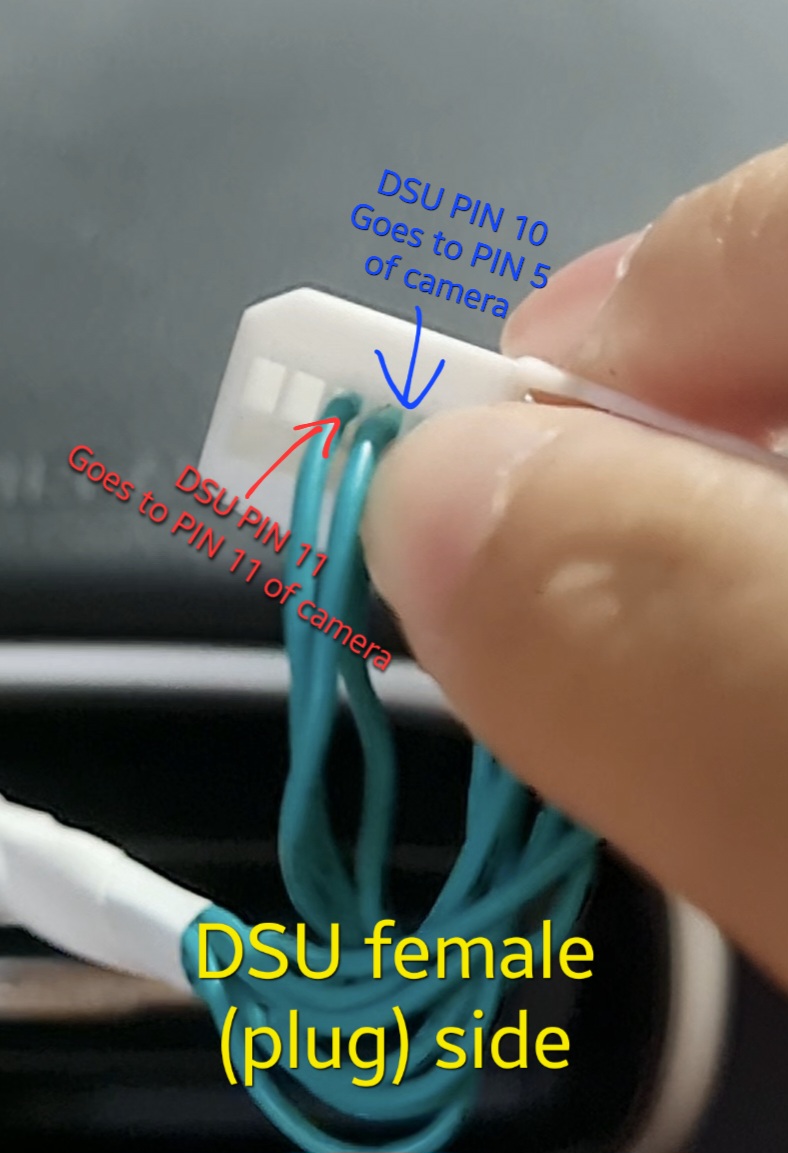 DSU PIN 10
Goes to PIN 5
of camera
DSU PIN 11
Goes to PIN 11 of camera
DSU female
(plug) side